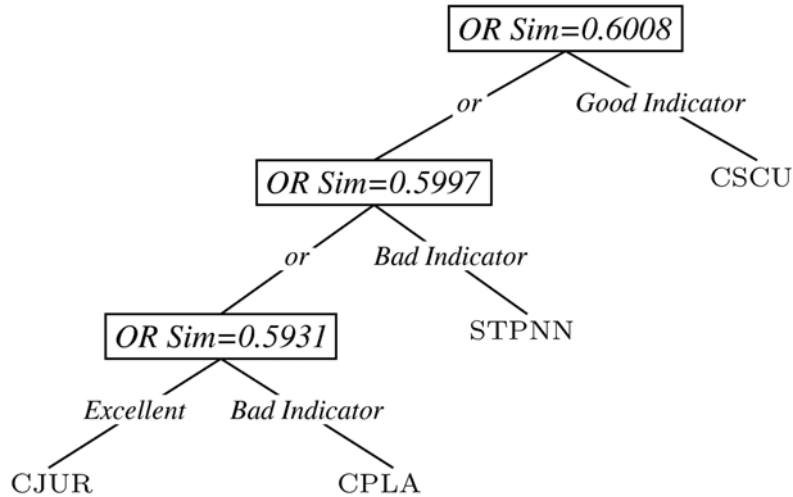 OR Sim=0.6008
or
Good Indicator
CSCU
OR Sim=0.5997
or
Bad Indicator
STPNN
OR Sim=0.5931
Excellent
Bad Indicator
CJUR
CPLA